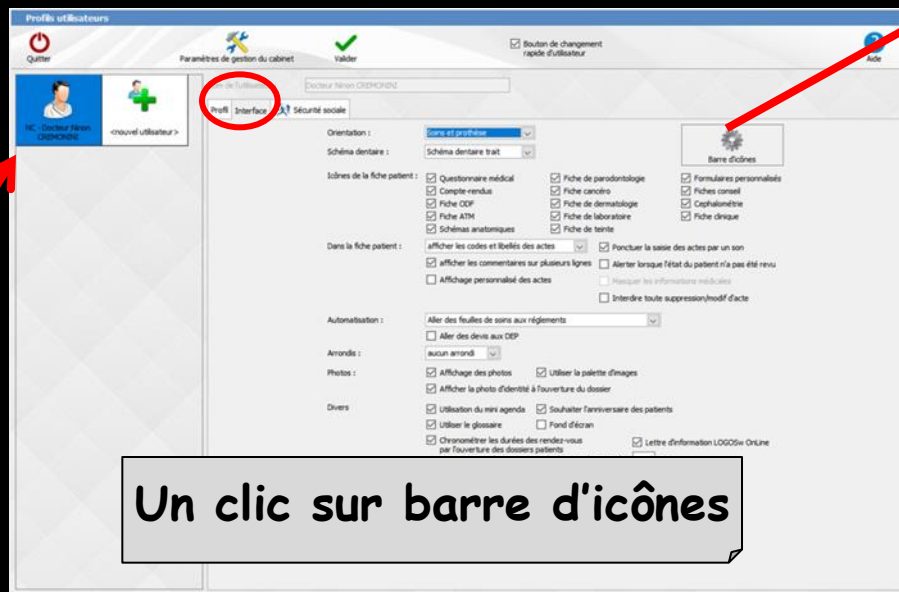 Profils utilisateurs
Quitter
Paramètres de gestion du cabinet
Valider
Bouton de changement
rapide d'utilisateur
Aide
NC - Docteur Ninon
CREMONINI
<nouvel utilisateur>
Nom de l'utilisateur
Docteur Ninon CREMONINI
Profil Interface Sécurité sociale
Orientation : Soins et prothèse
Schéma dentaire : Schéma dentaire trait
Barre d'icônes
Icônes de la fiche patient : Questionnaire médical Fiche de parodontologie Formulaires personnalisés
Compte-rendus Fiche cancéro Fiches conseil
Fiche ODF Fiche de dermatologie Cephalométrie
Fiche ATM Fiche de laboratoire Fiche clinique
Schémas anatomiques Fiche de teinte
Dans la fiche patient : afficher les codes et libellés des actes Ponctuer la saisie des actes par un son
afficher les commentaires sur plusieurs lignes Alerter lorsque l'état du patient n'a pas été revu
Affichage personnalisé des actes Masquer les informations médicales
Interdire toute suppression/modif d'acte
Automatisation : Aller des feuilles de soins aux réglements
Aller des devis aux DEP
Arrondis : aucun arrondi
Photos : Affichage des photos Utiliser la palette d'images
Afficher la photo d'identité à l'ouverture du dossier
Divers Utilisation du mini agenda Souhaiter l'anniversaire des patients
Utiliser le glossaire Fond d'écran
Chronométrer les durées des rendez-vous Lettre d'information LOGOSw OnLine
par l'ouverture des dossiers patients
Un clic sur barre d'icônes